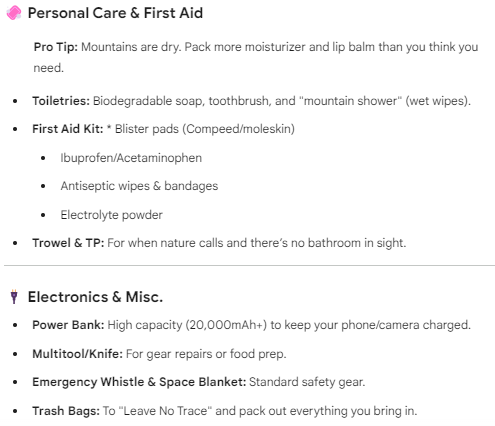 Personal Care & First Aid
Pro Tip: Mountains are dry. Pack more moisturizer and lip balm than you think you
need.
Toiletries: Biodegradable soap, toothbrush, and "mountain shower" (wet wipes).
First Aid Kit: * Blister pads (Compeed/moleskin)
Ibuprofen/Acetaminophen
Antiseptic wipes & bandages
Electrolyte powder
Trowel & TP: For when nature calls and there's no bathroom in sight.
Electronics & Misc.
Power Bank: High capacity (20,000mAh+) to keep your phone/camera charged.
Multitool/Knife: For gear repairs or food prep.
Emergency Whistle & Space Blanket: Standard safety gear.
Trash Bags: To "Leave No Trace" and pack out everything you bring in.